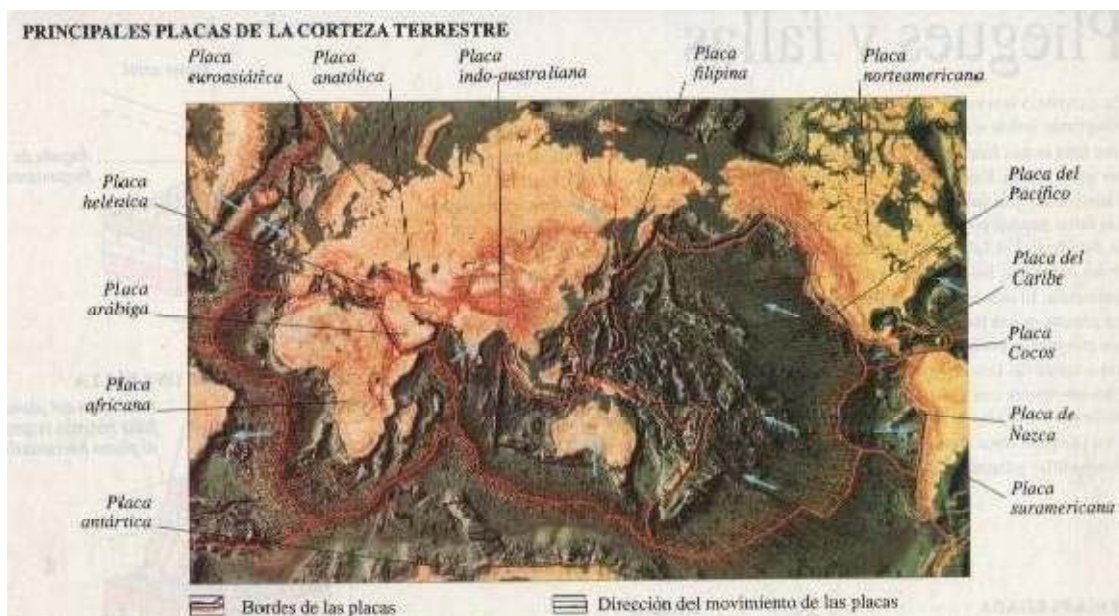 Pliegues y fallas
PRINCIPALES PLACAS DE LA CORTEZA TERRESTRE
Placa
euroasiática
Placa
anatólica
Placa
indo-australiana
Placa
filipina
Placa
norteamericana
Placa
helénica
Placa
arábiga
Placa
africana
Placa
antártica
Placa del
Pacífico
Placa del
Caribe
Placa
Cocos
Placa de
Nazca
Placa
suramericana
Bordes de las placas
Dirección del movimiento de las placas